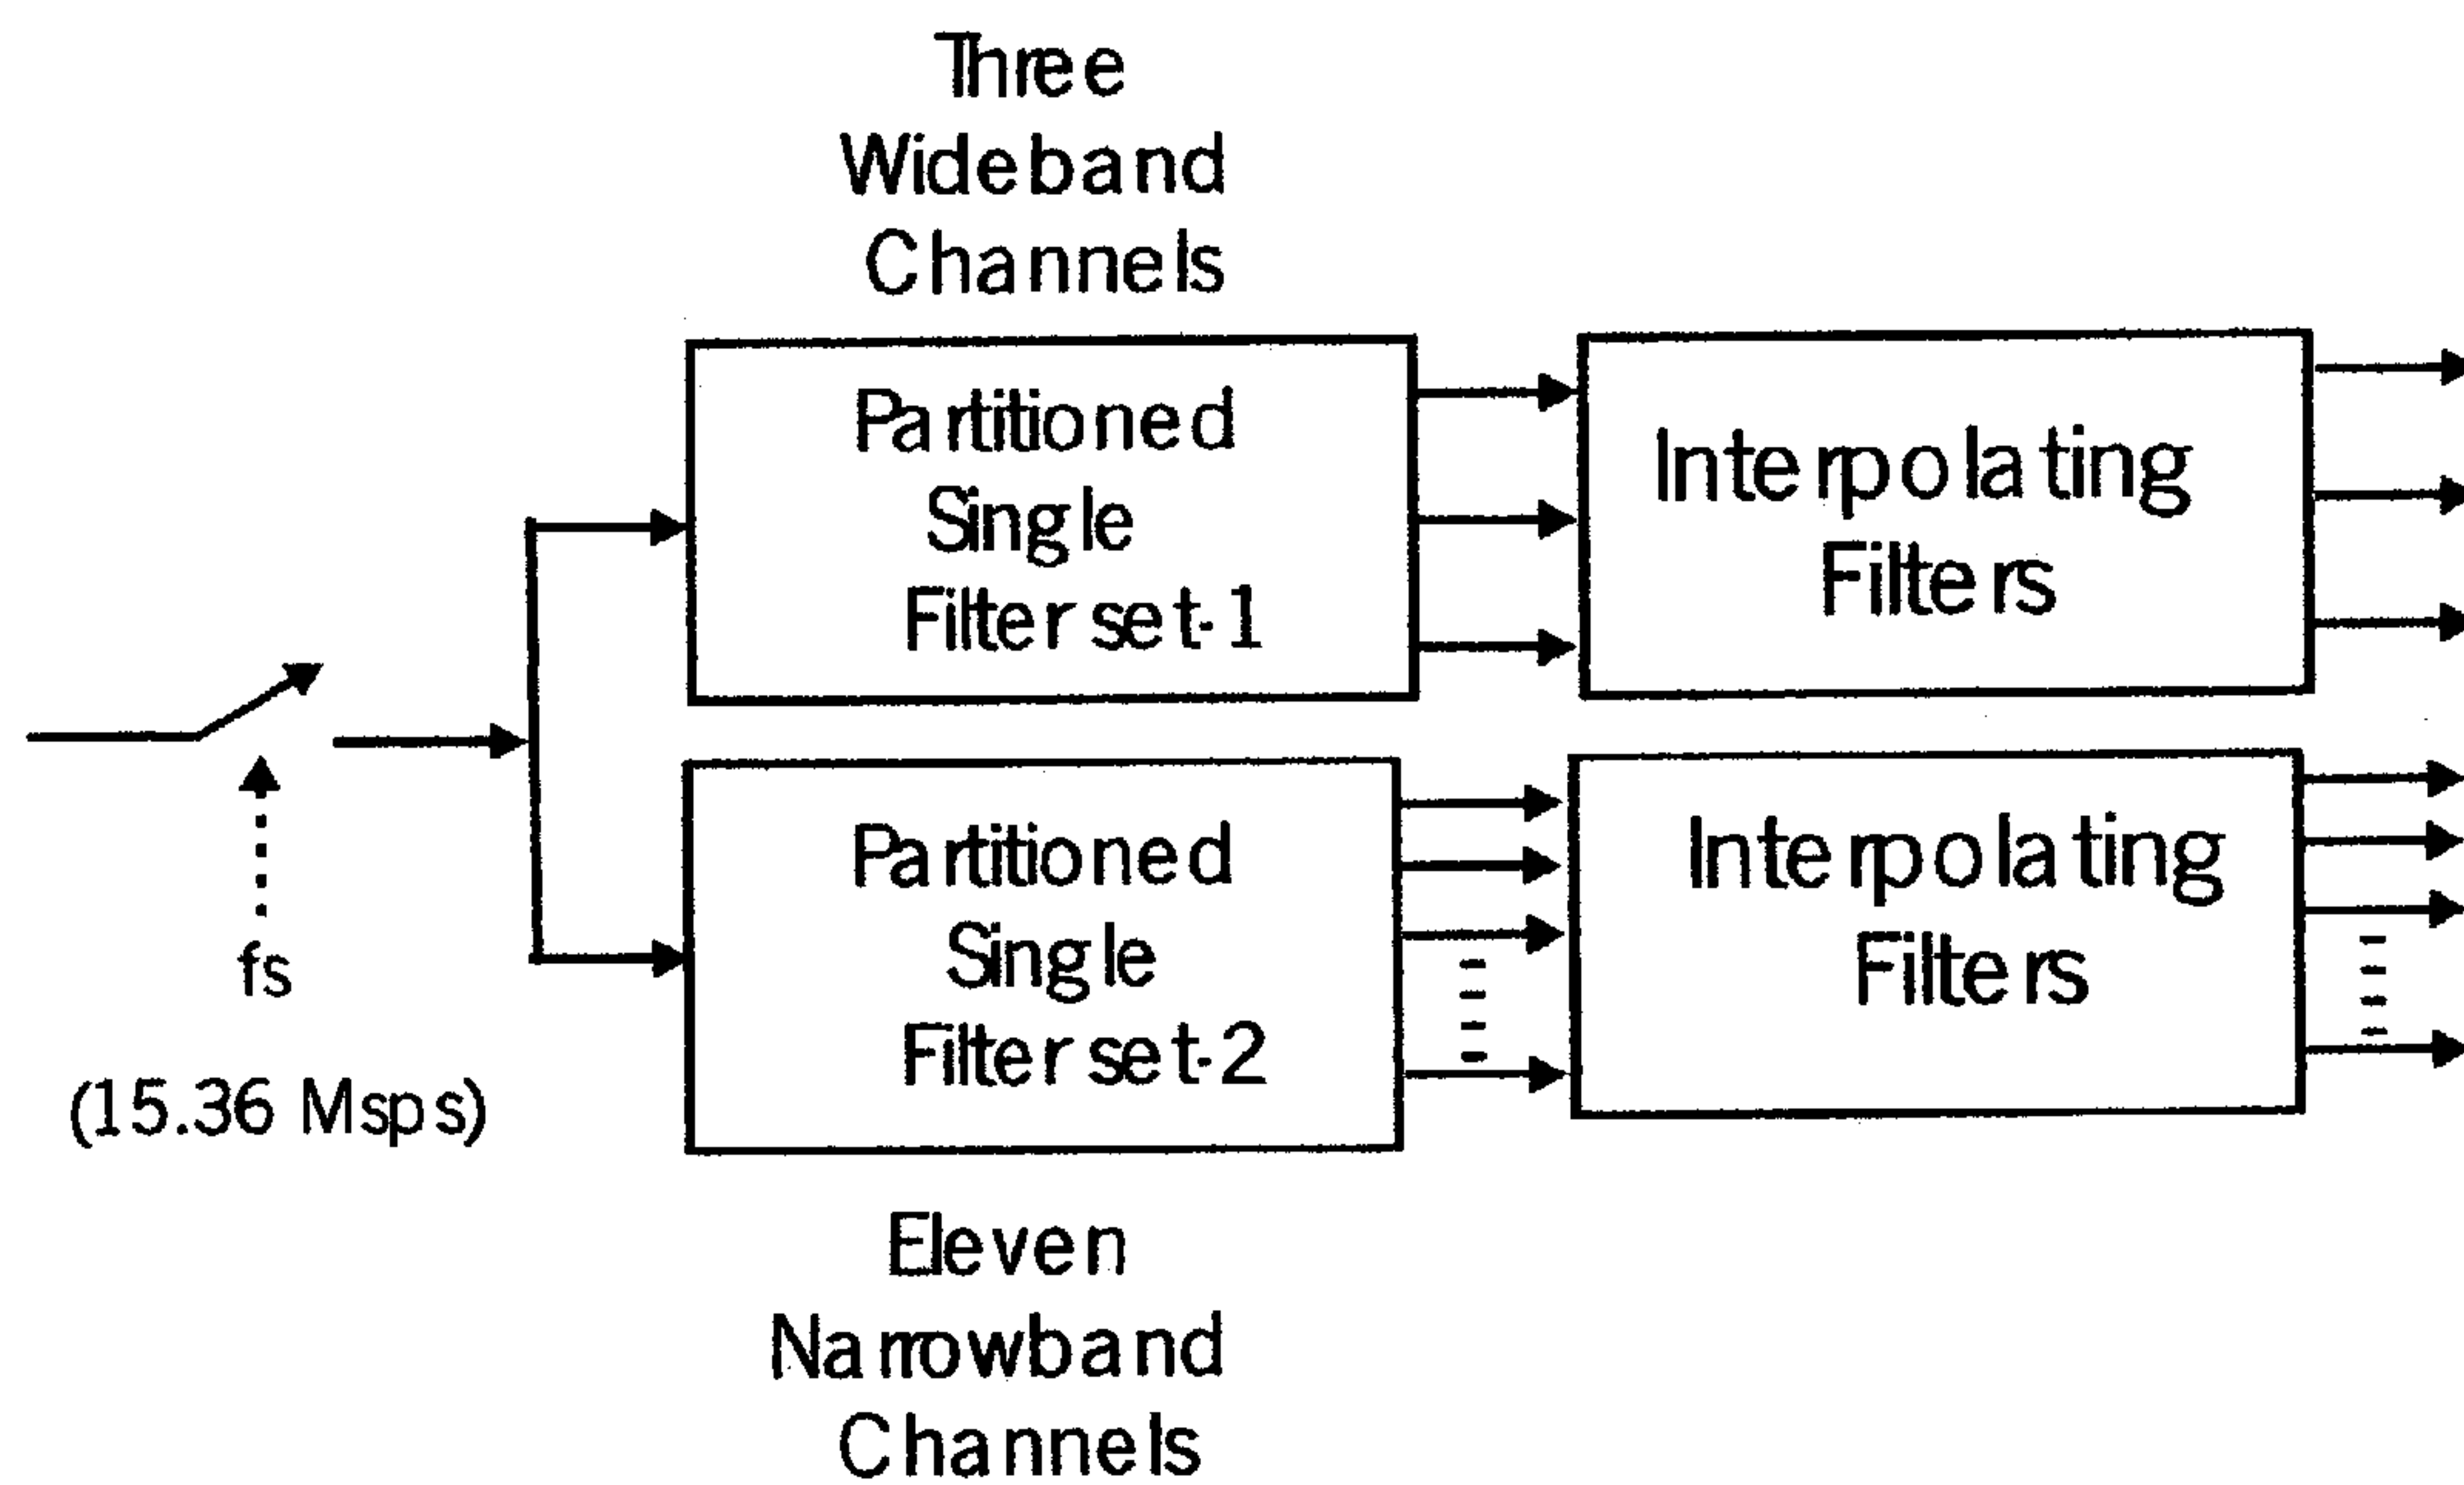 Three
Wideband
Channels
Partitioned
Single
Filter set-1
Interpolating
Filters
Partitioned
Single
Filter set-2
Interpolating
Filters
fs
(15.36 Msps)
Eleven
Narrowband
Channels